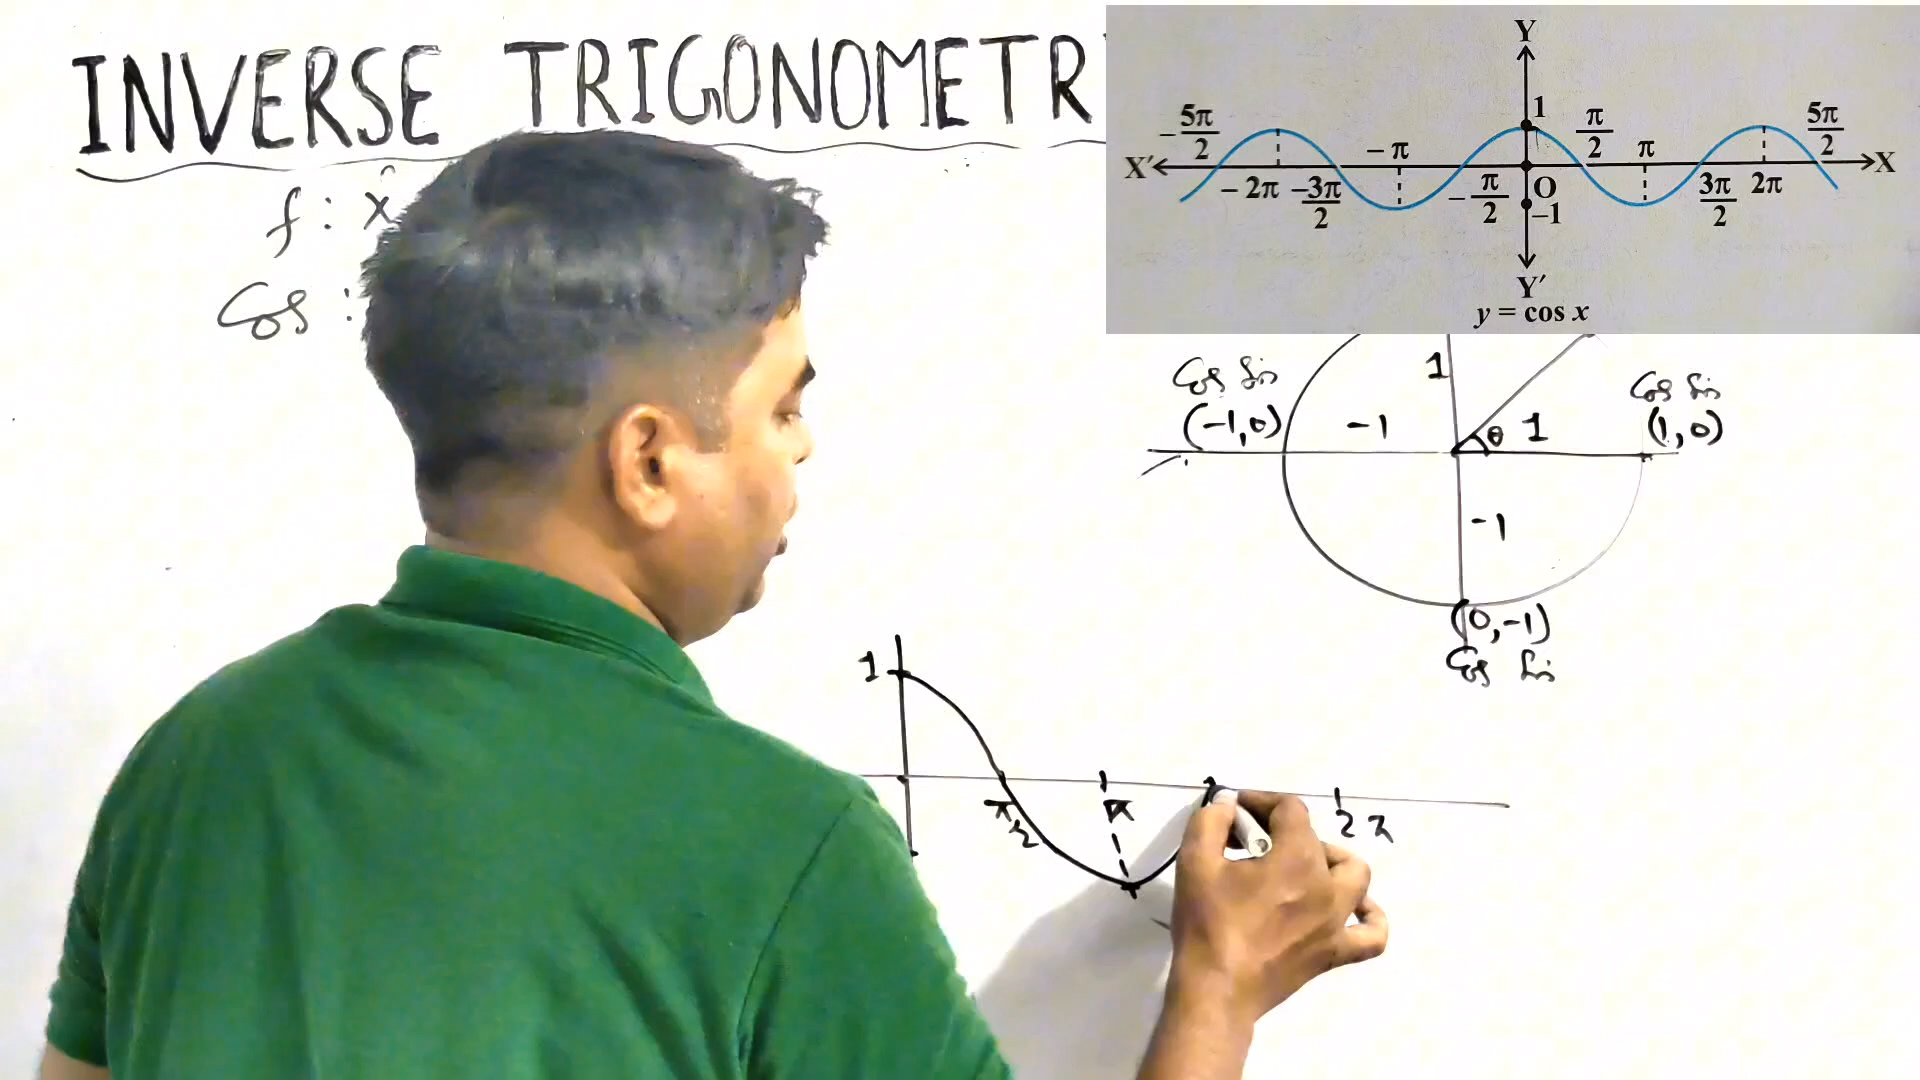 INVERSE TRIGONOMETR
f : X
Cos :
Y
1
- 5π/2
- π
π/2
π
5π/2
X′
X
- 2π
-3π/2
- π/2
O
3π/2
2π
-1
Y′
y = cos x
1
Cos Sin
Cos Sin
(-1,0)
-1
θ
1
(1,0)
-1
(0,-1)
Cos Sin
1
π/2
π
2π